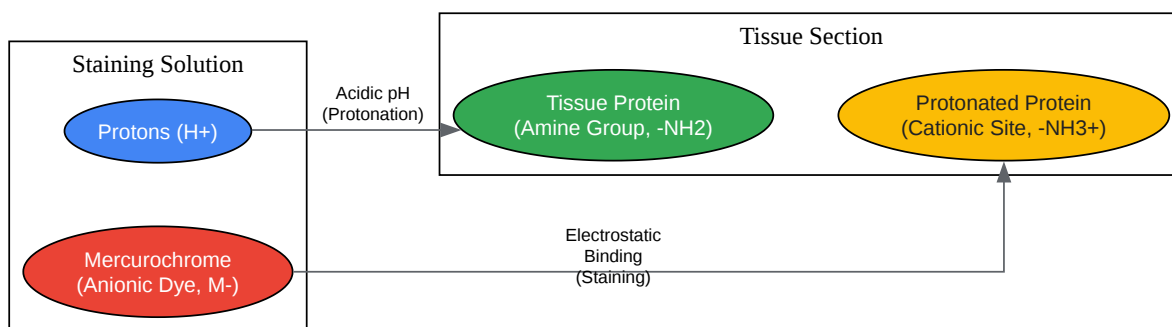 Staining Solution
Protons (H+)
Mercurochrome
(Anionic Dye, M-)
Acidic pH
(Protonation)
Tissue Section
Tissue Protein
(Amine Group, -NH2)
Protonated Protein
(Cationic Site, -NH3+)
Electrostatic
Binding
(Staining)